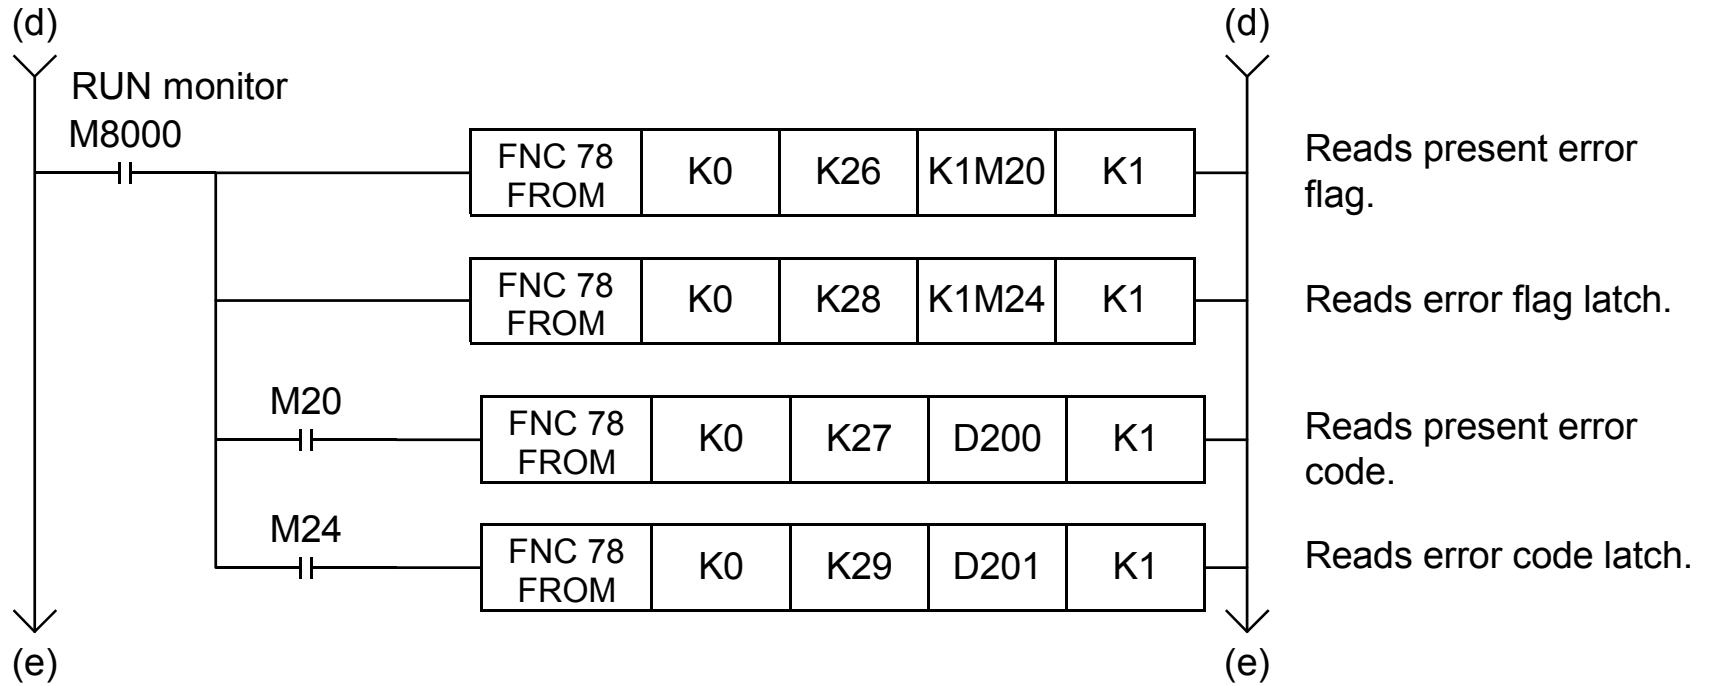 (d) (d)
RUN monitor
M8000
FNC 78
FROM K0 K26 K1M20 K1
Reads present error
flag.
FNC 78
FROM K0 K28 K1M24 K1
Reads error flag latch.
M20
FNC 78
FROM K0 K27 D200 K1
Reads present error
code.
M24
FNC 78
FROM K0 K29 D201 K1
Reads error code latch.
(e) (e)